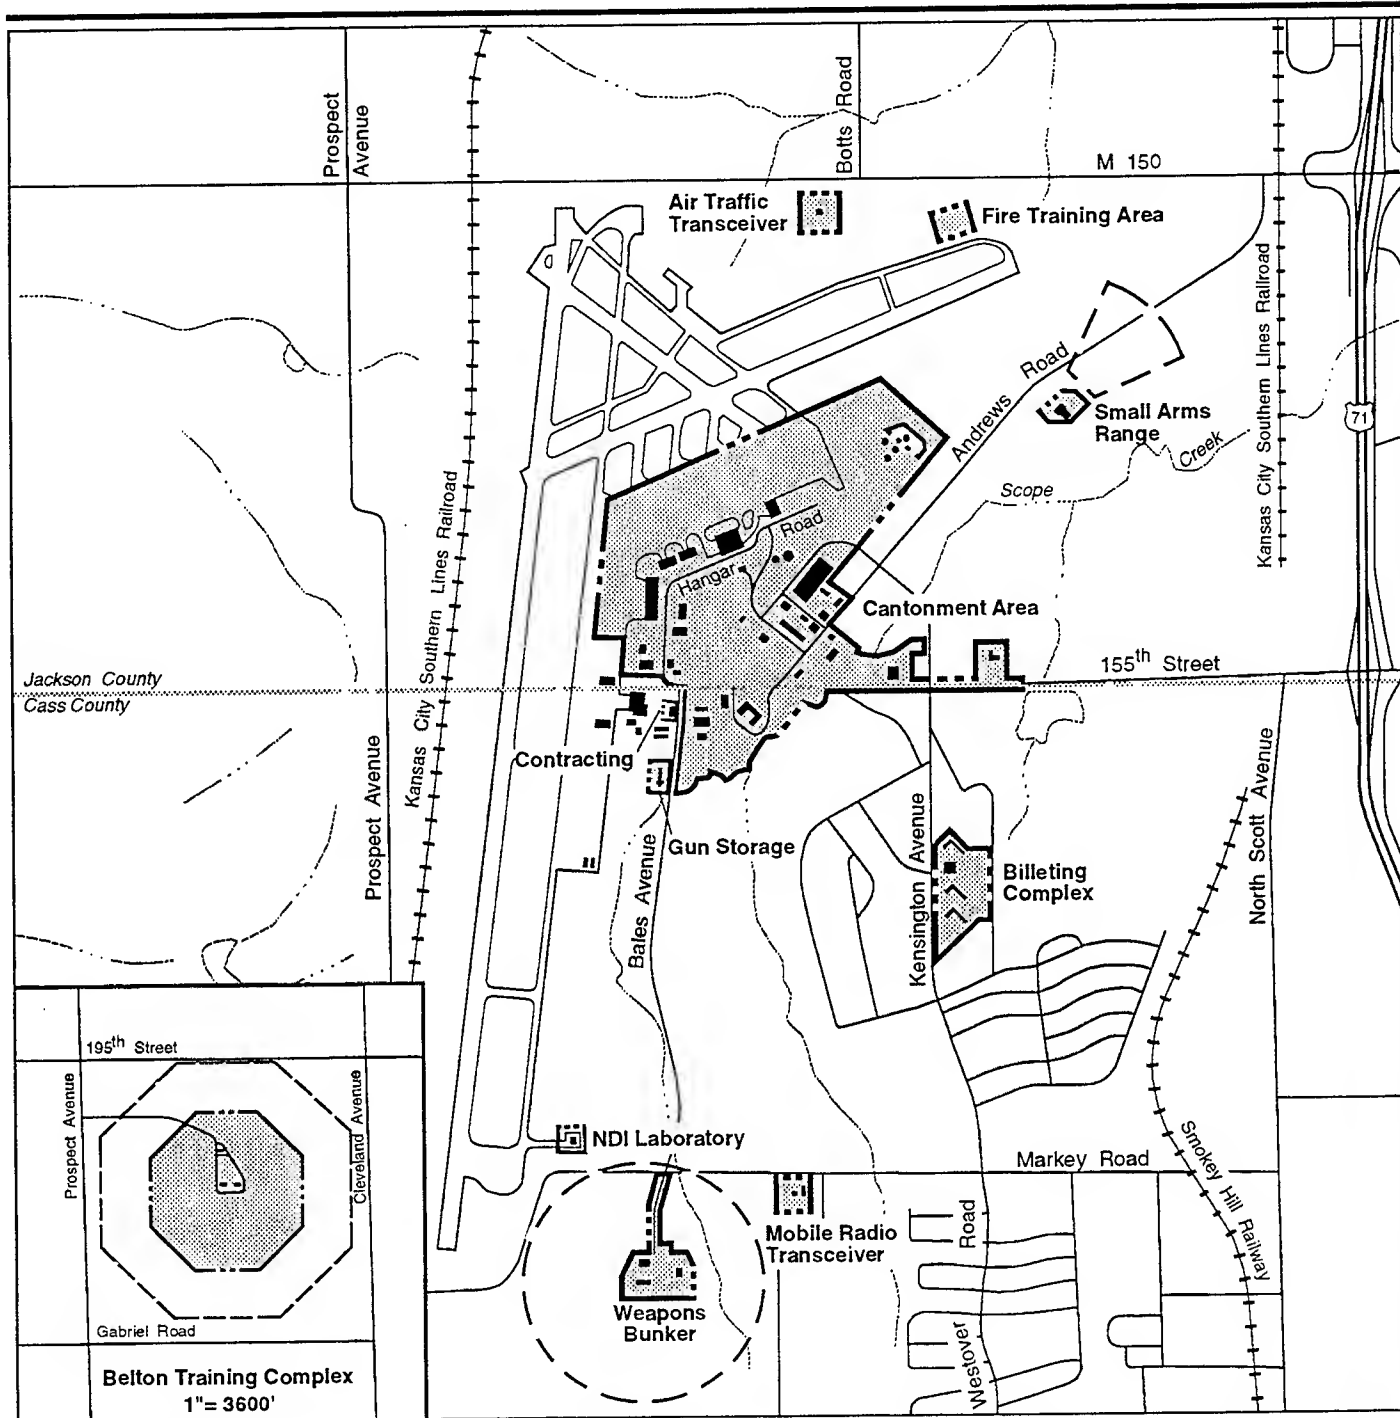 Prospect
Avenue
Botts Road
M 150
Air Traffic
Transceiver
Fire Training Area
Kansas City Southern Lines Railroad
Andrews Road
71
Small Arms
Range
Scope Creek
Kansas City Southern Lines Railroad
Hangar Road
Cantonment Area
155th Street
Jackson County
Cass County
Contracting
Prospect Avenue
Gun Storage
Bales Avenue
Kensington Avenue
Billeting
Complex
North Scott Avenue
195th Street
Prospect Avenue
Cleveland Avenue
Gabriel Road
Belton Training Complex
1"= 3600'
NDI Laboratory
Markey Road
Smokey Hill Railway
Mobile Radio
Transceiver
Weapons
Bunker
Westover Road